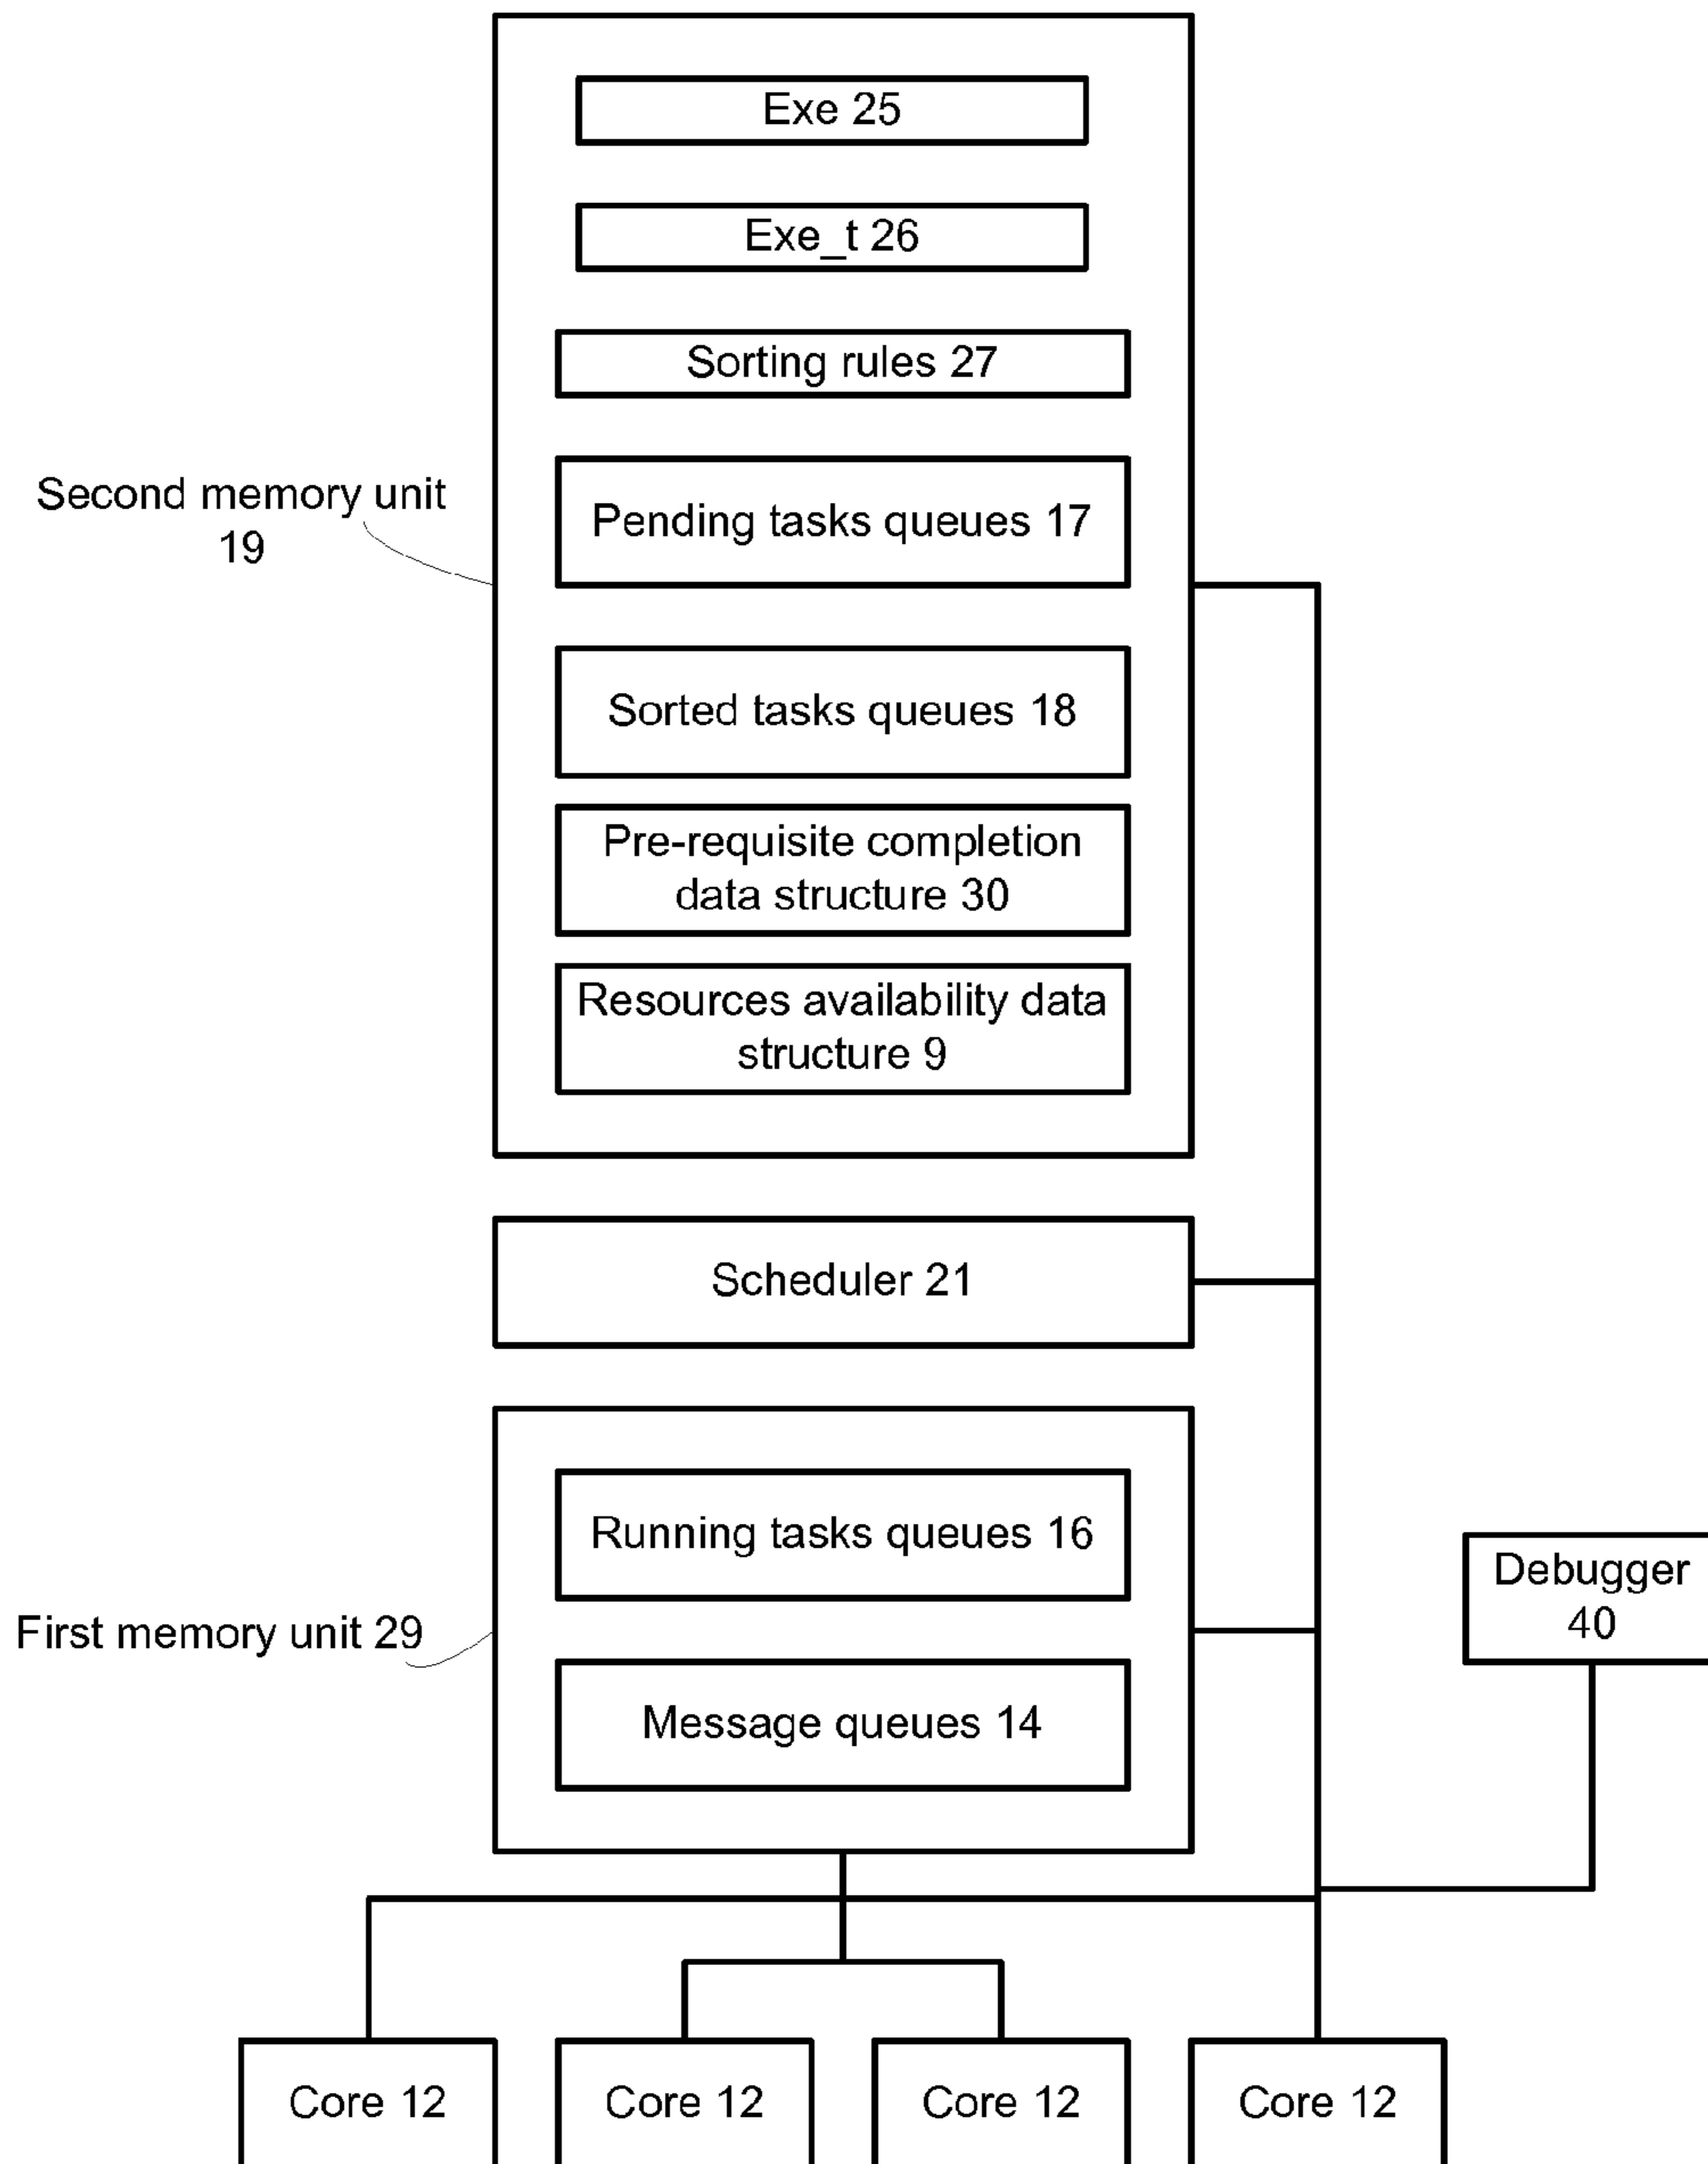 Exe 25
Exe_t 26
Sorting rules 27
Second memory unit
19
Pending tasks queues 17
Sorted tasks queues 18
Pre-requisite completion
data structure 30
Resources availability data
structure 9
Scheduler 21
Running tasks queues 16
Debugger
40
First memory unit 29
Message queues 14
Core 12
Core 12
Core 12
Core 12